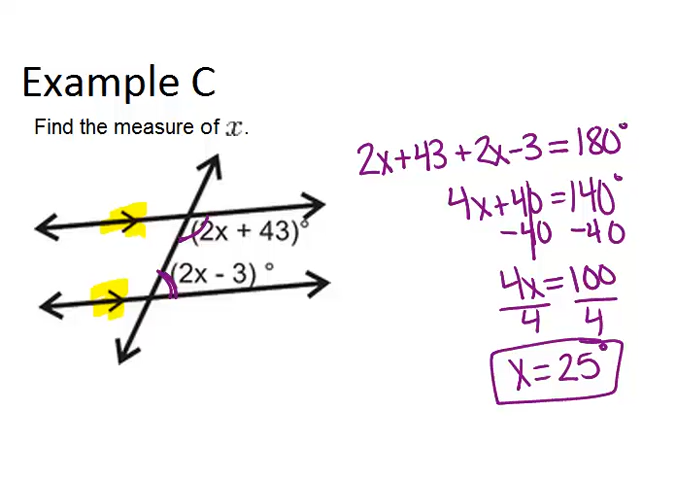 Example C
Find the measure of x.
(2x + 43)°
(2x - 3) °
2x+43+2x-3=180°
4x+40=140°
-40 -40
4x=100
4 4
x=25°